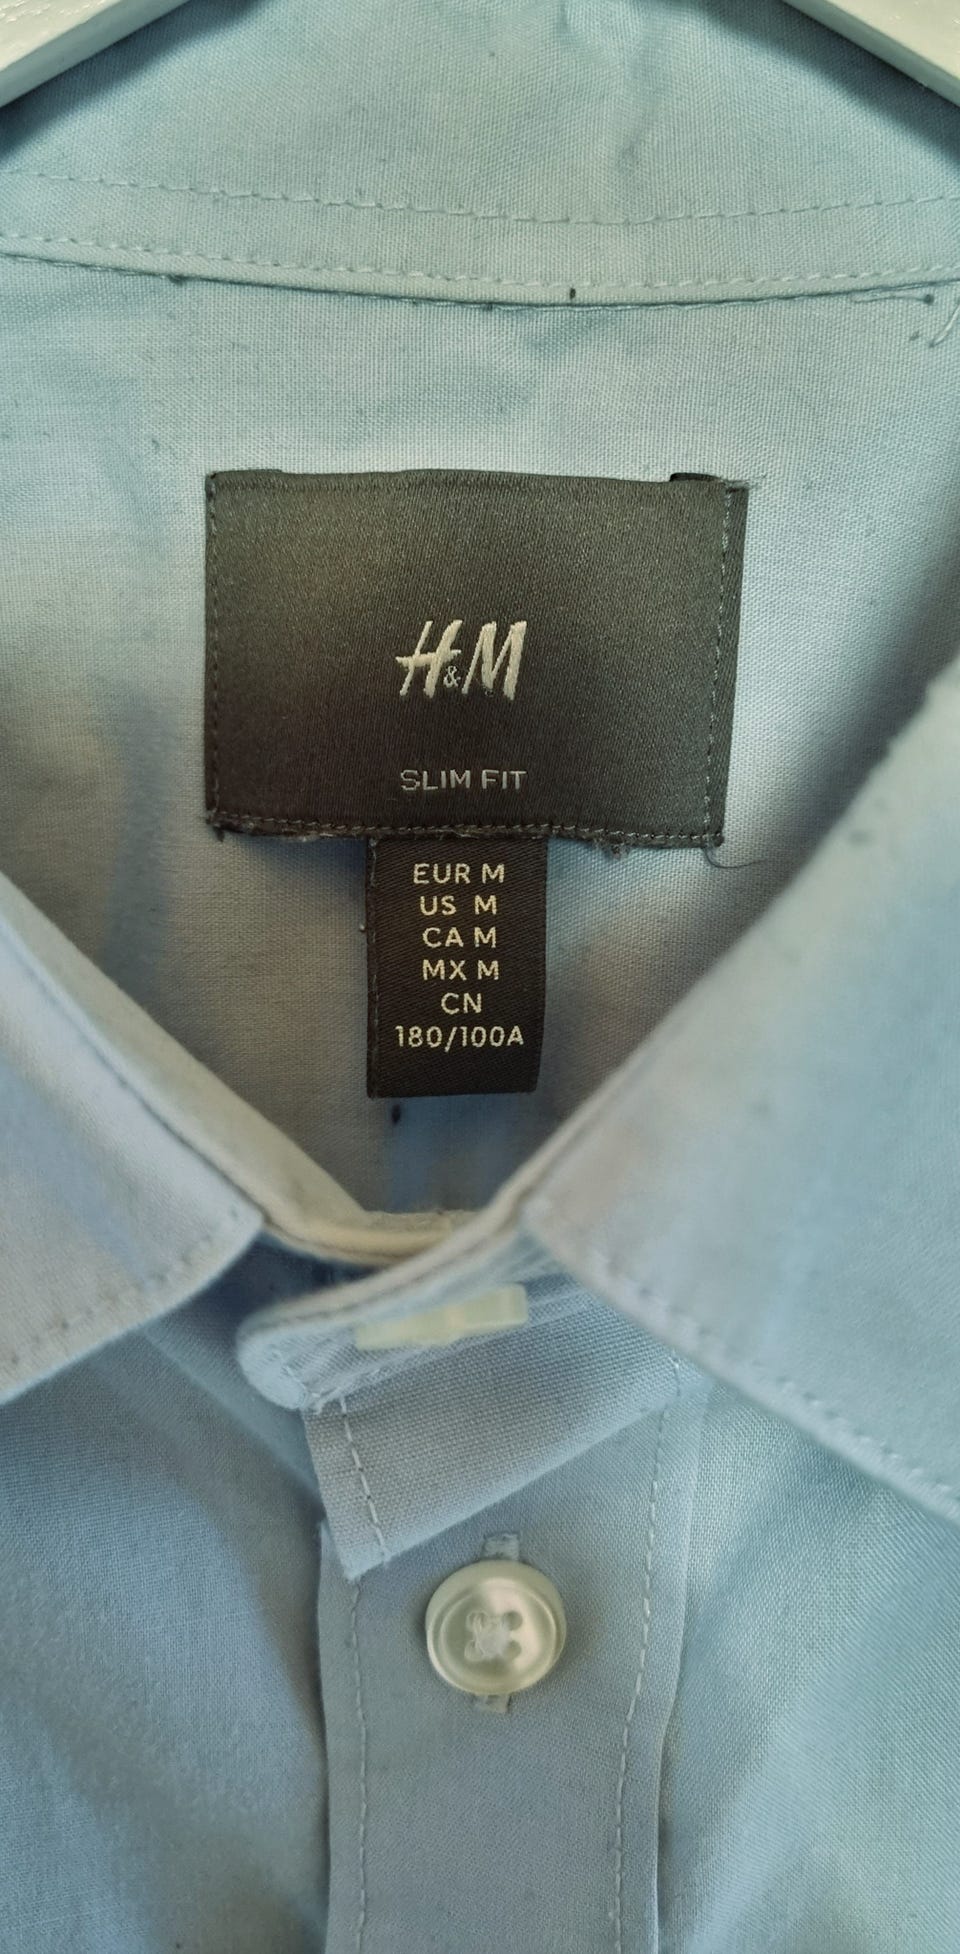 H&M
SLIM FIT
EUR M
US M
CA M
MX M
CN
180/100A